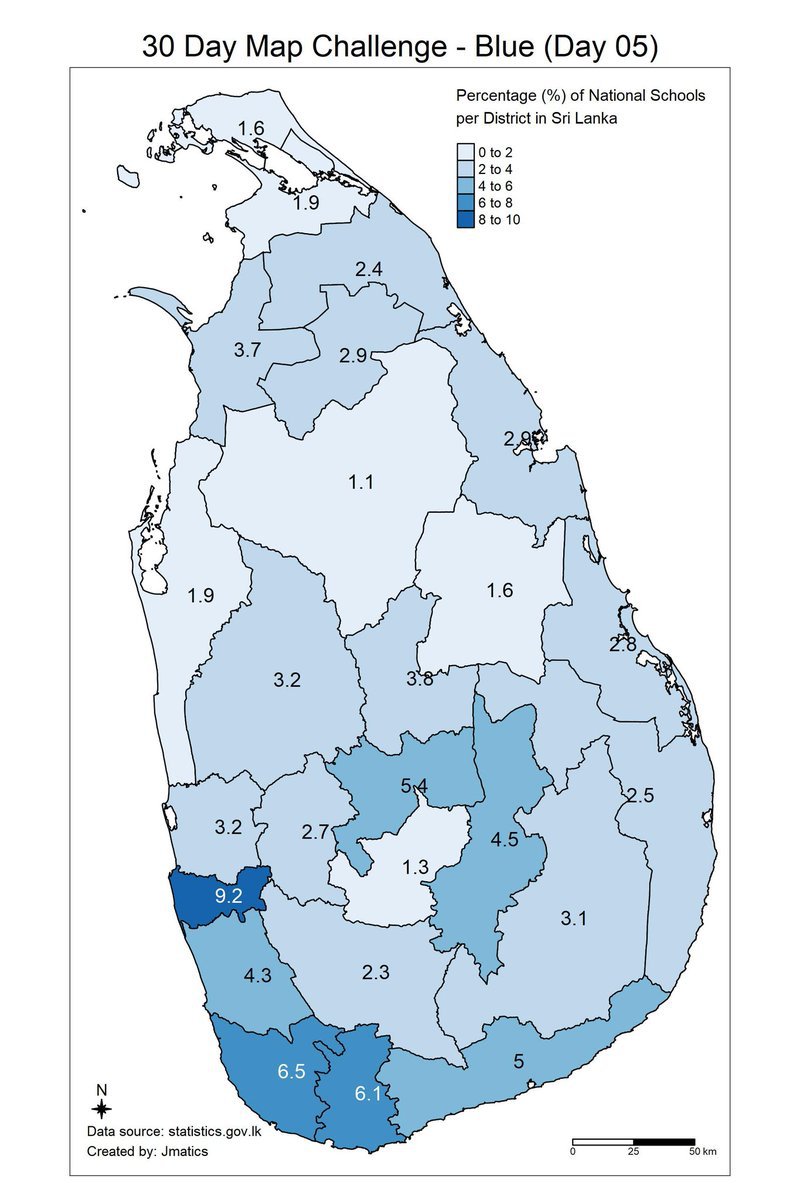 30 Day Map Challenge - Blue (Day 05)
Percentage (%) of National Schools
per District in Sri Lanka
0 to 2
2 to 4
4 to 6
6 to 8
8 to 10
1.6
1.9
2.4
3.7
2.9
2.9
1.1
1.9
1.6
2.8
3.2
3.8
5.4
2.5
3.2
2.7
4.5
1.3
9.2
3.1
4.3
2.3
5
6.5
6.1
N
Data source: statistics.gov.lk
Created by: Jmatics
0 25 50 km